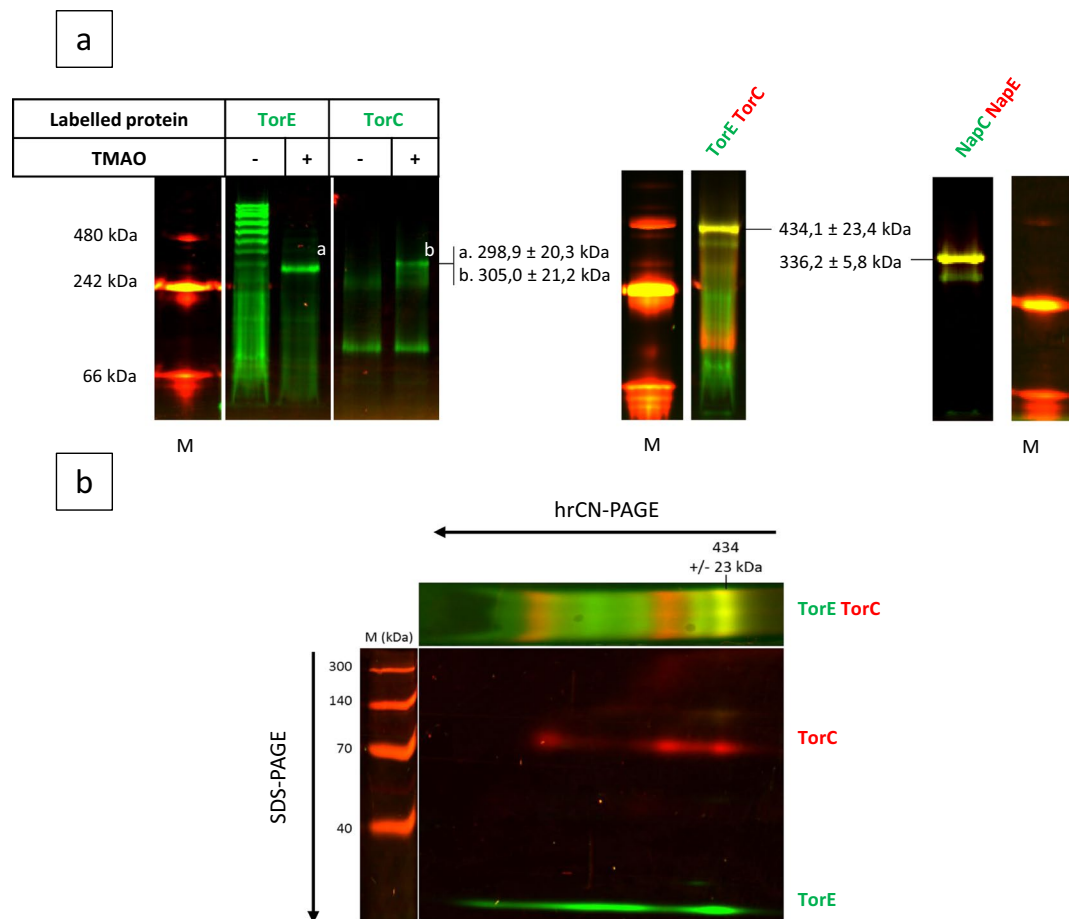 a
Labelled protein TorE TorC
TMAO - + - +
TorE TorC
NapC NapE
480 kDa
242 kDa
66 kDa
a
b
a. 298,9 ± 20,3 kDa
b. 305,0 ± 21,2 kDa
434,1 ± 23,4 kDa
336,2 ± 5,8 kDa
M
M
M
b
hrCN-PAGE
434
+/- 23 kDa
TorE TorC
M (kDa)
300
140
70
40
SDS-PAGE
TorC
TorE